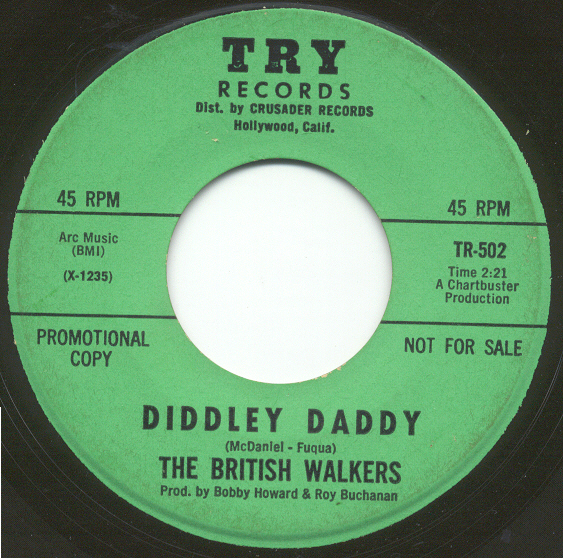 TRY
RECORDS
Dist. by CRUSADER RECORDS
Hollywood, Calif.
45 RPM
45 RPM
Arc Music
(BMI)
(X-1235)
TR-502
Time 2:21
A Chartbuster
Production
PROMOTIONAL
COPY
NOT FOR SALE
DIDDLEY DADDY
(McDaniel - Fuqua)
THE BRITISH WALKERS
Prod. by Bobby Howard & Roy Buchanan